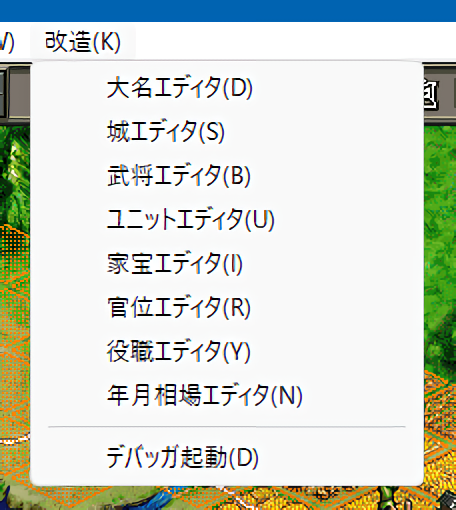 改造(K)
大名エディタ(D)
城エディタ(S)
武将エディタ(B)
ユニットエディタ(U)
家宝エディタ(I)
官位エディタ(R)
役職エディタ(Y)
年月相場エディタ(N)
デバッガ起動(D)